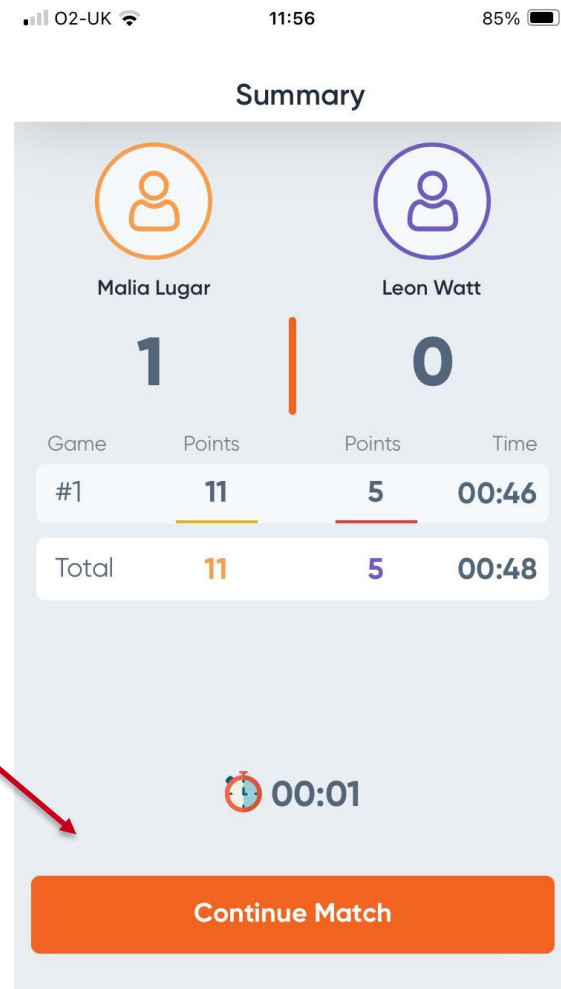 O2-UK 11:56 85%
Summary
Malia Lugar Leon Watt
1 0
Game Points Points Time
#1 11 5 00:46
Total 11 5 00:48
00:01
Continue Match